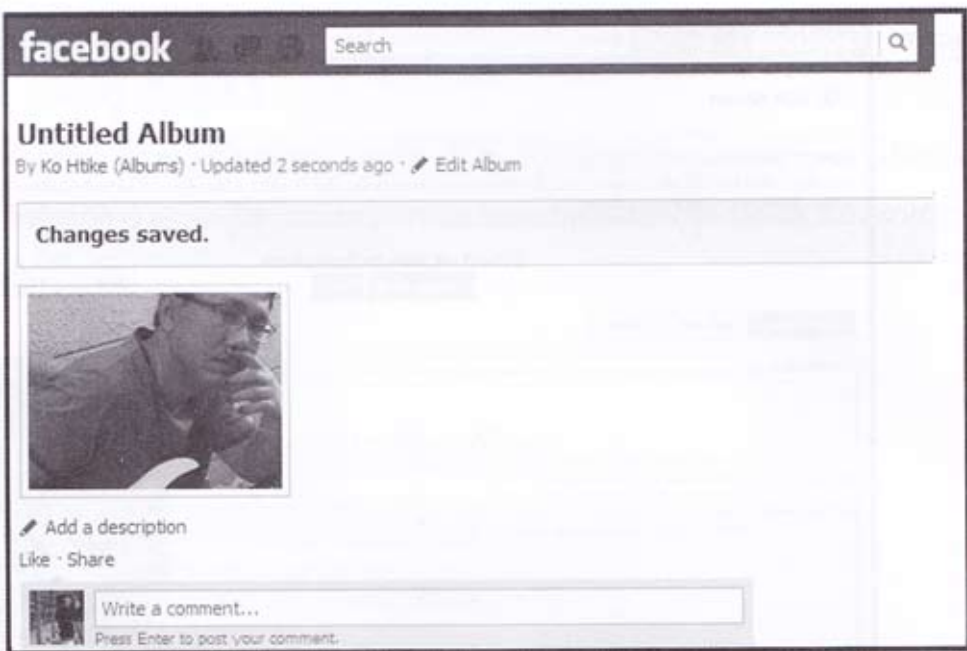 facebook Search
Untitled Album
By Ko Htike (Albums) · Updated 2 seconds ago · Edit Album
Changes saved.
Add a description
Like · Share
Write a comment...
Press Enter to post your comment.